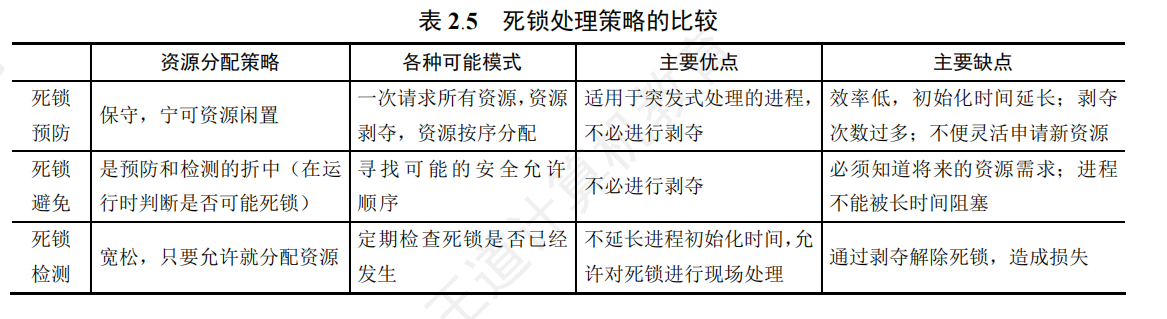 表 2.5 死锁处理策略的比较
资源分配策略 各种可能模式 主要优点 主要缺点
死锁
预防
保守，宁可资源闲置
一次请求所有资源，资源
剥夺，资源按序分配
适用于突发式处理的进程，
不必进行剥夺
效率低，初始化时间延长；剥夺
次数过多；不便灵活申请新资源
死锁
避免
是预防和检测的折中（在运
行时判断是否可能死锁）
寻找可能的安全允许
顺序
不必进行剥夺
必须知道将来的资源需求；进程
不能被长时间阻塞
死锁
检测
宽松，只要允许就分配资源
定期检查死锁是否已经
发生
不延长进程初始化时间，允
许对死锁进行现场处理
通过剥夺解除死锁，造成损失
王道计算机教育